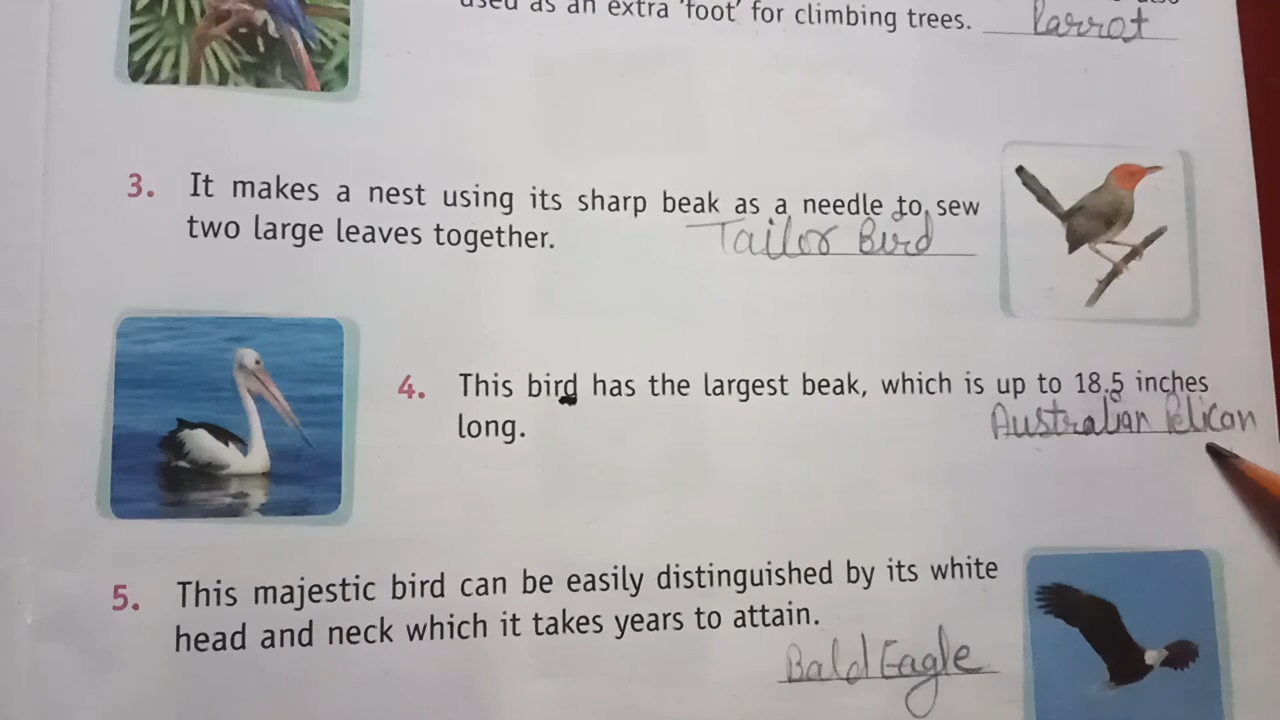 used as an extra 'foot' for climbing trees. Parrot
3. It makes a nest using its sharp beak as a needle to sew
two large leaves together. Tailor Bird
4. This bird has the largest beak, which is up to 18.5 inches
long. Australian Pelican
5. This majestic bird can be easily distinguished by its white
head and neck which it takes years to attain.
Bald Eagle